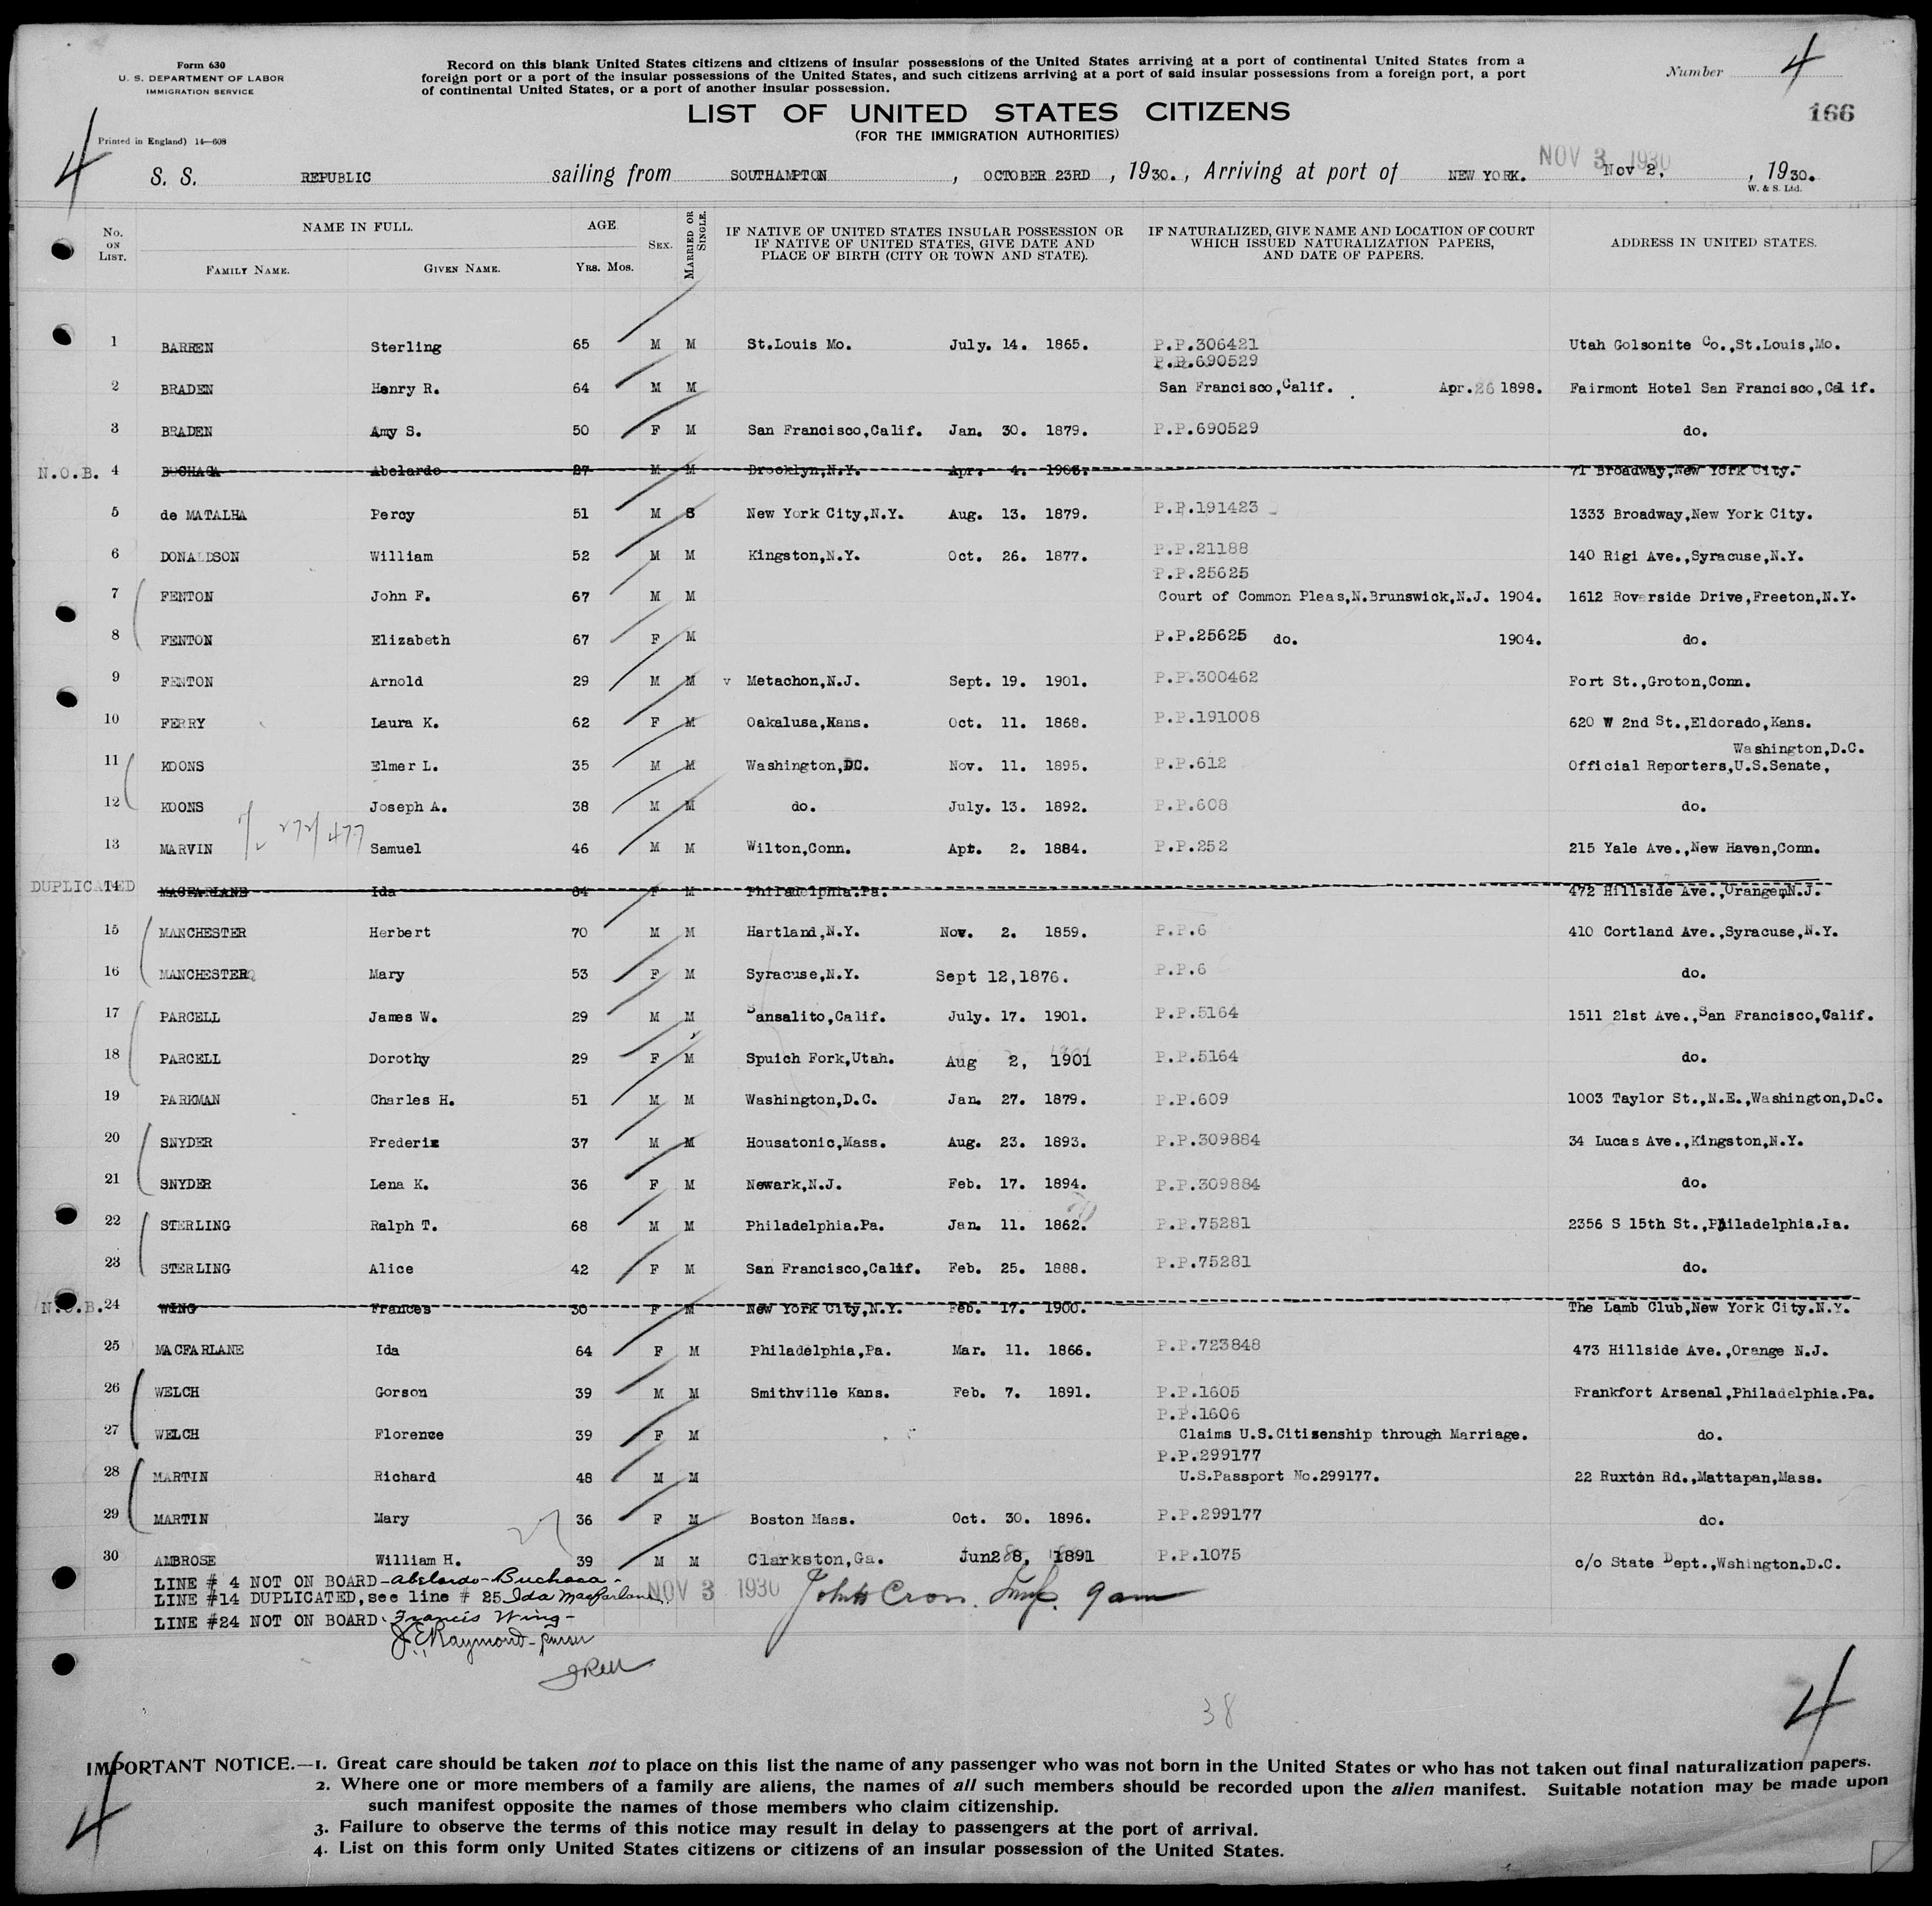 Form 630
U. S. DEPARTMENT OF LABOR
IMMIGRATION SERVICE
Record on this blank United States citizens and citizens of insular possessions of the United States arriving at a port of continental United States from a
foreign port or a port of the insular possessions of the United States, and such citizens arriving at a port of said insular possessions from a foreign port, a port
of continental United States, or a port of another insular possession.
Number 4
166
LIST OF UNITED STATES CITIZENS
(FOR THE IMMIGRATION AUTHORITIES)
Printed in England) 14—608
4
S. S. REPUBLIC sailing from SOUTHAMPTON, OCTOBER 23RD, 1930., Arriving at port of NEW YORK. NOV 3 1930 Nov 2, , 1930.
W. & S. Ltd.
No. ON LIST. NAME IN FULL. FAMILY NAME. GIVEN NAME. AGE. YRS. MOS. SEX. MARRIED OR SINGLE. IF NATIVE OF UNITED STATES INSULAR POSSESSION OR IF NATIVE OF UNITED STATES, GIVE DATE AND PLACE OF BIRTH (CITY OR TOWN AND STATE). IF NATURALIZED, GIVE NAME AND LOCATION OF COURT WHICH ISSUED NATURALIZATION PAPERS, AND DATE OF PAPERS. ADDRESS IN UNITED STATES.
1 BARREN Sterling 65 M M St.Louis Mo. July. 14. 1865. P.P.306421 Utah Golsonite Co.,St.Louis,Mo.
P.P.690529
2 BRADEN Henry R. 64 M M San Francisco,Calif. Apr.26 1898. Fairmont Hotel San Francisco,Calif.
3 BRADEN Amy S. 50 F M San Francisco,Calif. Jan. 30. 1879. P.P.690529 do.
N.O.B. 4 BUCHACA Abelardo 27 M M Brooklyn,N.Y. Apr. 4. 1903. 71 Broadway,New York City.
5 de MATALHA Percy 51 M S New York City,N.Y. Aug. 13. 1879. P.P.191423 1333 Broadway,New York City.
6 DONALDSON William 52 M M Kingston,N.Y. Oct. 26. 1877. P.P.21188 140 Rigi Ave.,Syracuse,N.Y.
P.P.25625
7 FENTON John F. 67 M M Court of Common Pleas,N.Brunswick,N.J. 1904. 1612 Roverside Drive,Freeton,N.Y.
8 FENTON Elizabeth 67 F M P.P.25625 do. 1904. do.
9 FENTON Arnold 29 M M v Metachon,N.J. Sept. 19. 1901. P.P.300462 Fort St.,Groton,Conn.
10 FERRY Laura K. 62 F M Oakalusa,Kans. Oct. 11. 1868. P.P.191008 620 W 2nd St.,Eldorado,Kans.
Washington,D.C.
11 KOONS Elmer L. 35 M M Washington,DC. Nov. 11. 1895. P.P.612 Official Reporters,U.S.Senate,
12 KOONS Joseph A. 38 M M do. July. 13. 1892. P.P.608 do.
13 MARVIN Samuel 46 M M Wilton,Conn. Apr. 2. 1884. P.P.252 215 Yale Ave.,New Haven,Conn.
DUPLICATED 14 MACFARLANE Ida 64 F M Philadelphia.Pa. 472 Hillside Ave.,Orange,N.J.
15 MANCHESTER Herbert 70 M M Hartland,N.Y. Nov. 2. 1859. P.P.6 410 Cortland Ave.,Syracuse,N.Y.
16 MANCHESTER Mary 53 F M Syracuse,N.Y. Sept 12,1876. P.P.6 do.
17 PARCELL James W. 29 M M Sansalito,Calif. July. 17. 1901. P.P.5164 1511 21st Ave.,San Francisco,Calif.
18 PARCELL Dorothy 29 F M Spuich Fork,Utah. Aug 2, 1901 P.P.5164 do.
19 PARKMAN Charles H. 51 M M Washington,D.C. Jan. 27. 1879. P.P.609 1003 Taylor St.,N.E.,Washington,D.C.
20 SNYDER Frederik 37 M M Housatonic,Mass. Aug. 23. 1893. P.P.309884 34 Lucas Ave.,Kingston,N.Y.
21 SNYDER Lena K. 36 F M Newark,N.J. Feb. 17. 1894. P.P.309884 do.
22 STERLING Ralph T. 68 M M Philadelphia.Pa. Jan. 11. 1862. P.P.75281 2356 S 15th St.,Philadelphia.Pa.
23 STERLING Alice 42 F M San Francisco,Calif. Feb. 25. 1888. P.P.75281 do.
N.O.B. 24 WING Frances 30 F M New York City,N.Y. Feb. 17. 1900. The Lamb Club,New York City.N.Y.
25 MACFARLANE Ida 64 F M Philadelphia,Pa. Mar. 11. 1866. P.P.723848 473 Hillside Ave.,Orange N.J.
26 WELCH Gorson 39 M M Smithville Kans. Feb. 7. 1891. P.P.1605 Frankfort Arsenal,Philadelphia.Pa.
P.P.1606
27 WELCH Florence 39 F M Claims U.S.Citizenship through Marriage. do.
P.P.299177
28 MARTIN Richard 48 M M U.S.Passport No.299177. 22 Ruxton Rd.,Mattapan,Mass.
29 MARTIN Mary 36 F M Boston Mass. Oct. 30. 1896. P.P.299177 do.
30 AMBROSE William H. 39 M M Clarkston,Ga. Jun 28, 1891 P.P.1075 c/o State Dept.,Wshington.D.C.
LINE # 4 NOT ON BOARD - Abelardo Buchaca -
LINE #14 DUPLICATED,see line # 25 Ida Macfarlane. NOV 3 1930 9 am
LINE #24 NOT ON BOARD. Francis Wing -
J E Raymond - purser
38
4
IMPORTANT NOTICE.—1. Great care should be taken not to place on this list the name of any passenger who was not born in the United States or who has not taken out final naturalization papers.
2. Where one or more members of a family are aliens, the names of all such members should be recorded upon the alien manifest. Suitable notation may be made upon
such manifest opposite the names of those members who claim citizenship.
3. Failure to observe the terms of this notice may result in delay to passengers at the port of arrival.
4. List on this form only United States citizens or citizens of an insular possession of the United States.
4